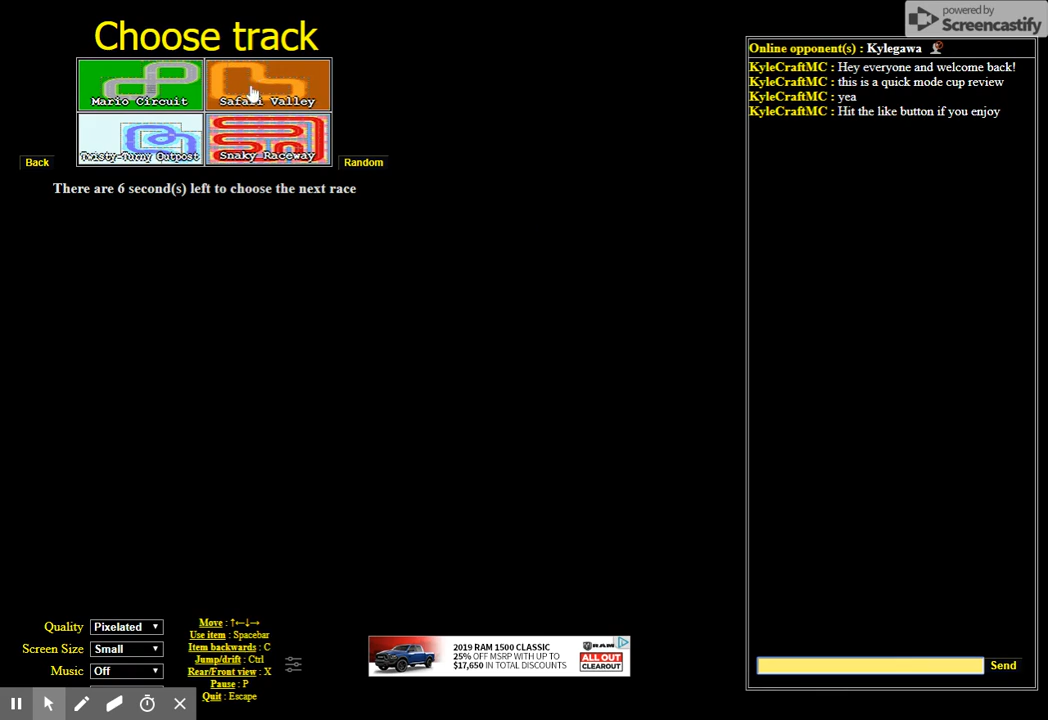 powered by
Screencastify
Choose track
Mario Circuit
Safari Valley
Twisty-Turny Outpost
Snaky Raceway
Back
Random
There are 6 second(s) left to choose the next race
Online opponent(s) : Kylegawa
KyleCraftMC : Hey everyone and welcome back!
KyleCraftMC : this is a quick mode cup review
KyleCraftMC : yea
KyleCraftMC : Hit the like button if you enjoy
Quality Pixelated
Screen Size Small
Music Off
Move : ↑←↓→
Use item : Spacebar
Item backwards : C
Jump/drift : Ctrl
Rear/Front view : X
Pause : P
Quit : Escape
2019 RAM 1500 CLASSIC
25% OFF MSRP WITH UP TO
$17,650 IN TOTAL DISCOUNTS
RAM
ALL OUT
CLEAROUT
Send